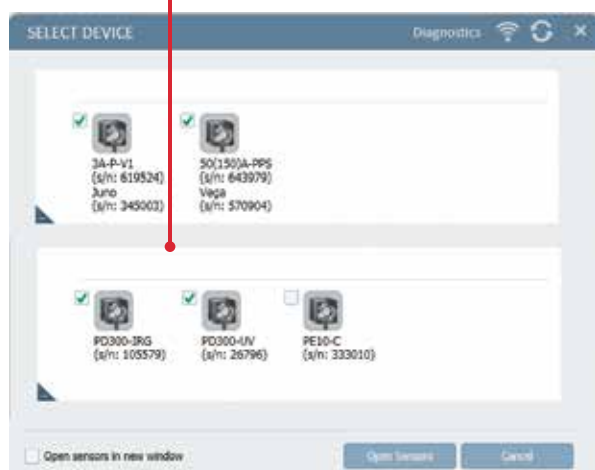 SELECT DEVICE
Diagnostics
3A-P-V1
(s/n: 619524)
Juno
(s/n: 345003)
50(150)A-PPS
(s/n: 643979)
Vega
(s/n: 570904)
PD300-IRG
(s/n: 105579)
PD300-UV
(s/n: 26796)
PE10-C
(s/n: 333010)
Open sensors in new window
Open Sensors
Cancel